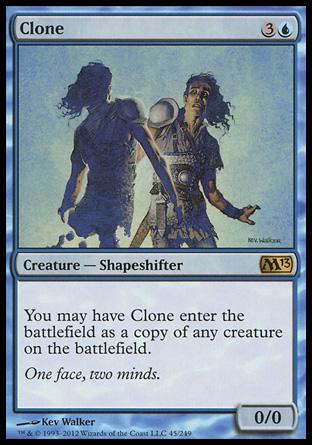 Clone 3
KEV WALKER
Creature — Shapeshifter M13
You may have Clone enter the
battlefield as a copy of any creature
on the battlefield.
One face, two minds.
Kev Walker
™ & © 1993–2012 Wizards of the Coast LLC 45/249
0/0